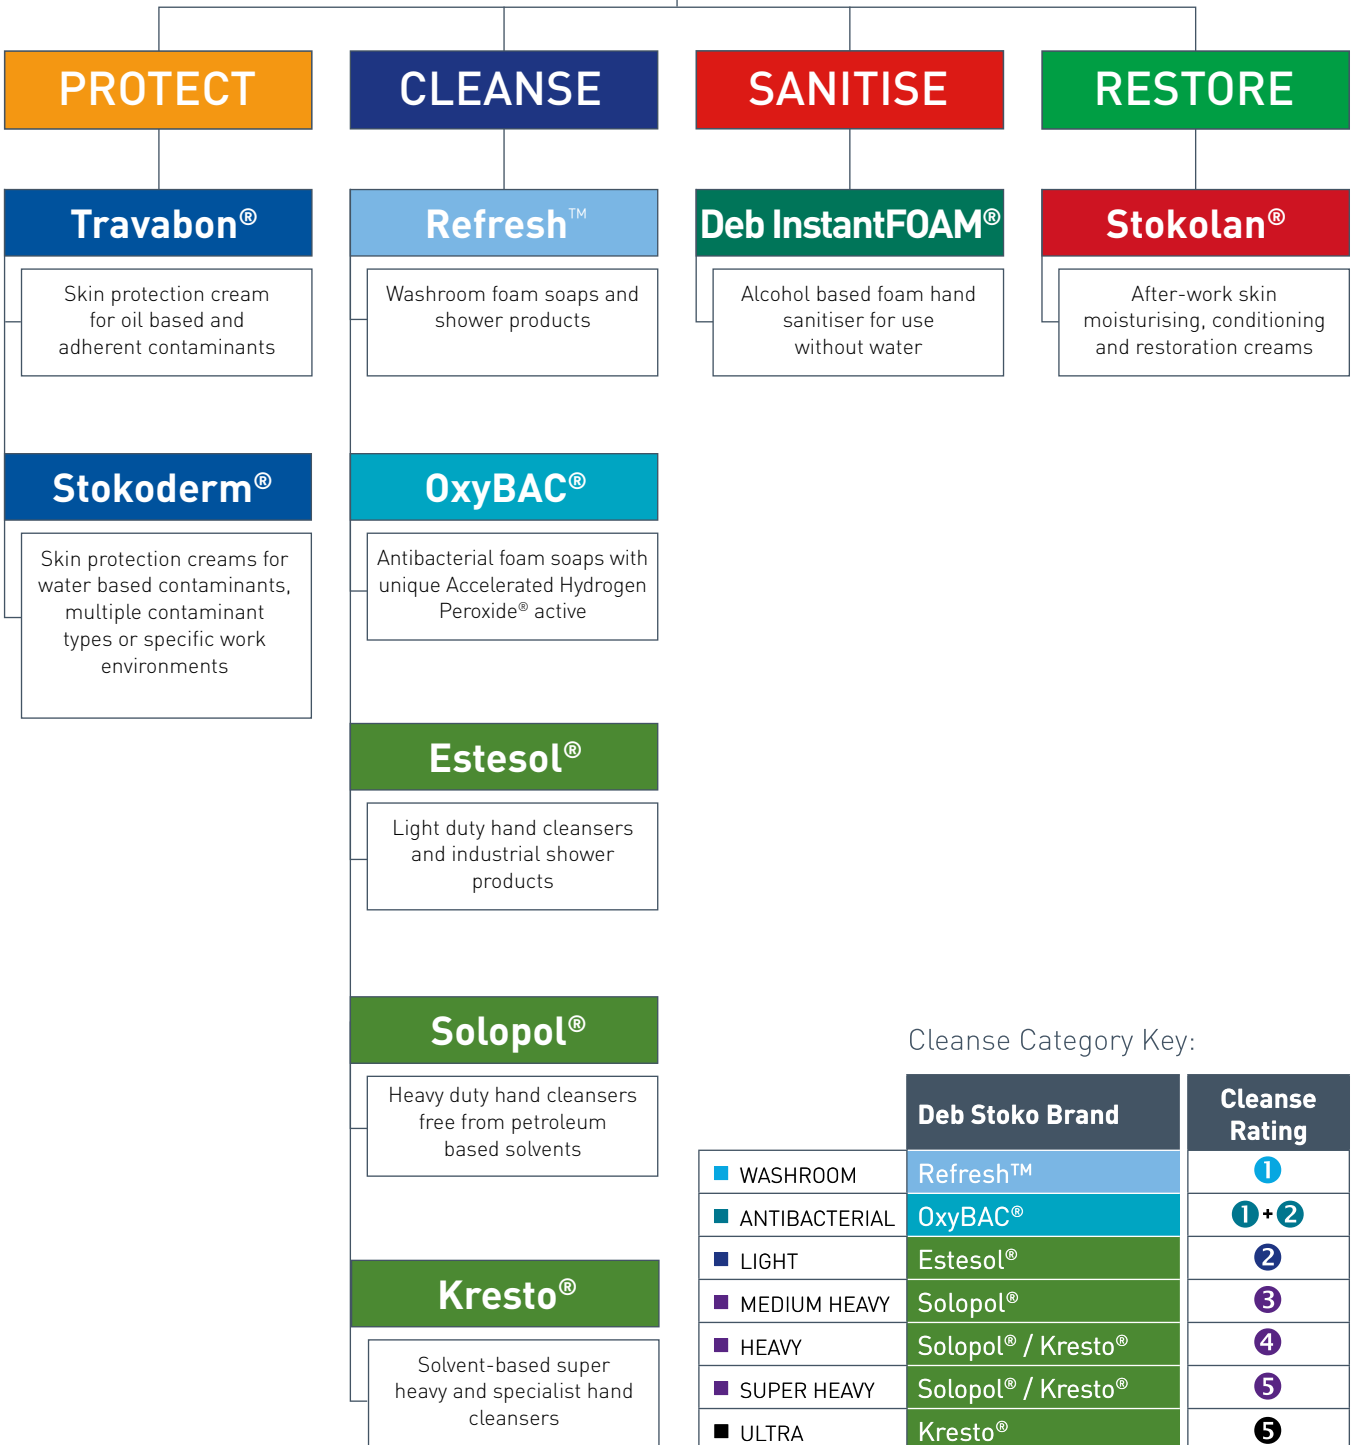 PROTECT
CLEANSE
SANITISE
RESTORE
Travabon®
Skin protection cream
for oil based and
adherent contaminants
Stokoderm®
Skin protection creams for
water based contaminants,
multiple contaminant
types or specific work
environments
Refresh™
Washroom foam soaps and
shower products
OxyBAC®
Antibacterial foam soaps with
unique Accelerated Hydrogen
Peroxide® active
Estesol®
Light duty hand cleansers
and industrial shower
products
Solopol®
Heavy duty hand cleansers
free from petroleum
based solvents
Kresto®
Solvent-based super
heavy and specialist hand
cleansers
Deb InstantFOAM®
Alcohol based foam hand
sanitiser for use
without water
Stokolan®
After-work skin
moisturising, conditioning
and restoration creams
Cleanse Category Key:
Deb Stoko Brand
Cleanse
Rating
WASHROOM Refresh™ 1
ANTIBACTERIAL OxyBAC® 1 + 2
LIGHT Estesol® 2
MEDIUM HEAVY Solopol® 3
HEAVY Solopol® / Kresto® 4
SUPER HEAVY Solopol® / Kresto® 5
ULTRA Kresto® 5